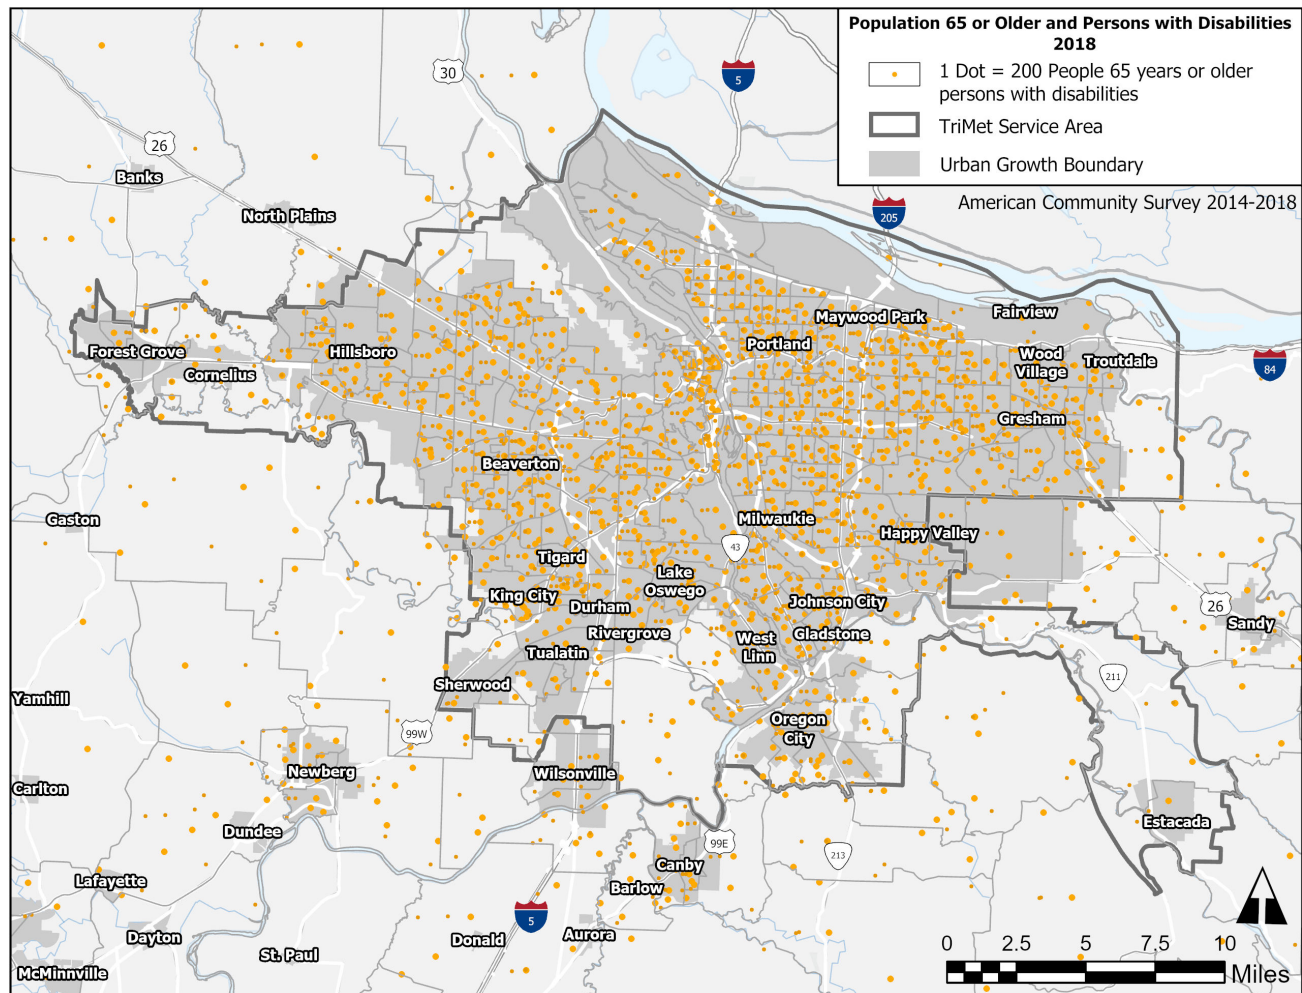 Population 65 or Older and Persons with Disabilities
2018
1 Dot = 200 People 65 years or older
persons with disabilities
TriMet Service Area
Urban Growth Boundary
American Community Survey 2014-2018
30
5
26
Banks
North Plains
205
Fairview
Maywood Park
Portland
Forest Grove
Hillsboro
Wood
Village
Troutdale
Cornelius
84
Gresham
Beaverton
Gaston
Milwaukie
Happy Valley
43
Tigard
Lake
Oswego
King City
Durham
Johnson City
26
Sandy
Rivergrove
West
Linn
Gladstone
Tualatin
Sherwood
211
Yamhill
Oregon
City
99W
Newberg
Wilsonville
Carlton
Dundee
Estacada
99E
213
Canby
Lafayette
Barlow
5
Dayton
Donald
Aurora
St. Paul
McMinnville
0 2.5 5 7.5 10
Miles